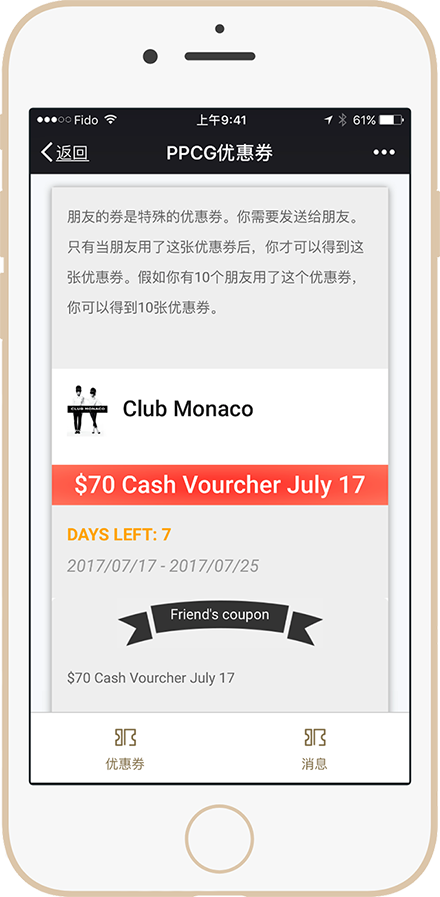 Fido 上午9:41 61%
返回 PPCG优惠券
朋友的券是特殊的优惠券。你需要发送给朋友。
只有当朋友用了这张优惠券后，你才可以得到这
张优惠券。假如你有10个朋友用了这个优惠券，
你可以得到10张优惠券。
CLUB MONACO
Club Monaco
$70 Cash Vourcher July 17
DAYS LEFT: 7
2017/07/17 - 2017/07/25
Friend's coupon
$70 Cash Vourcher July 17
优惠券 消息